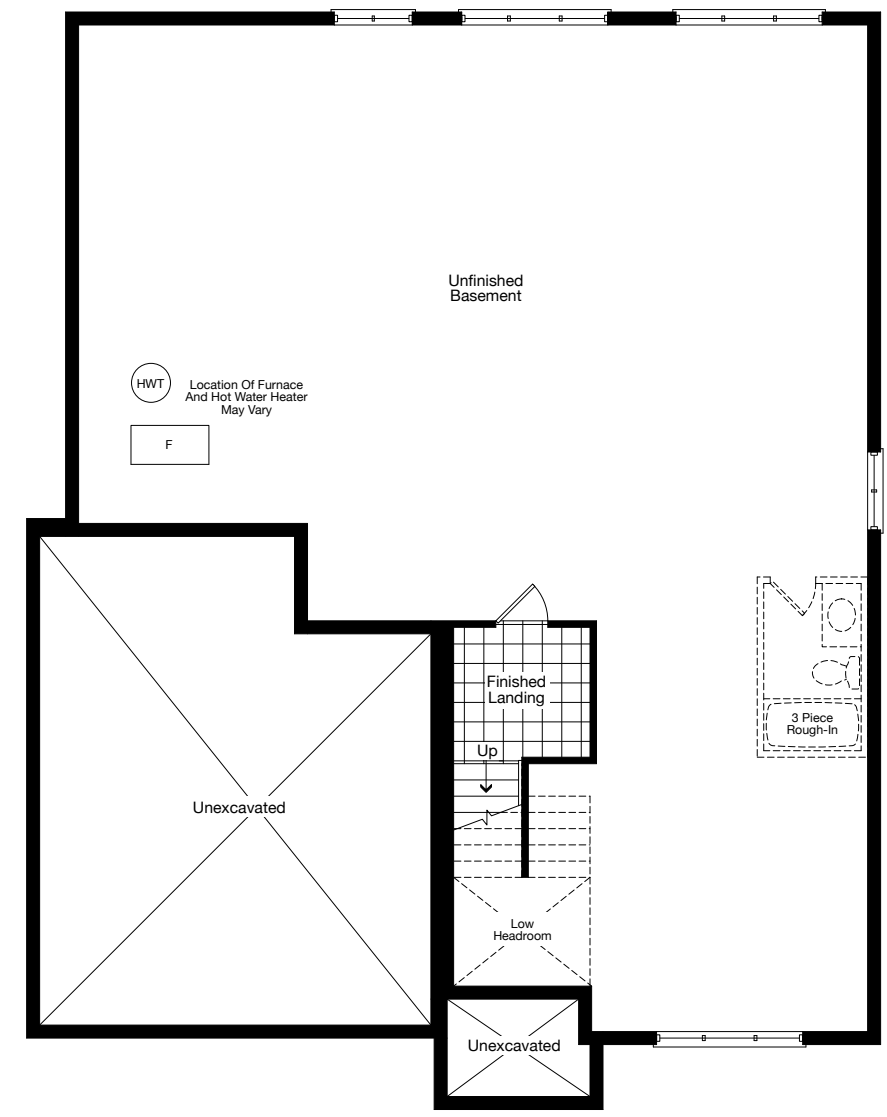 Unfinished
Basement
HWT
Location Of Furnace
And Hot Water Heater
May Vary
F
Finished
Landing
3 Piece
Rough-In
Up
Unexcavated
Low
Headroom
Unexcavated